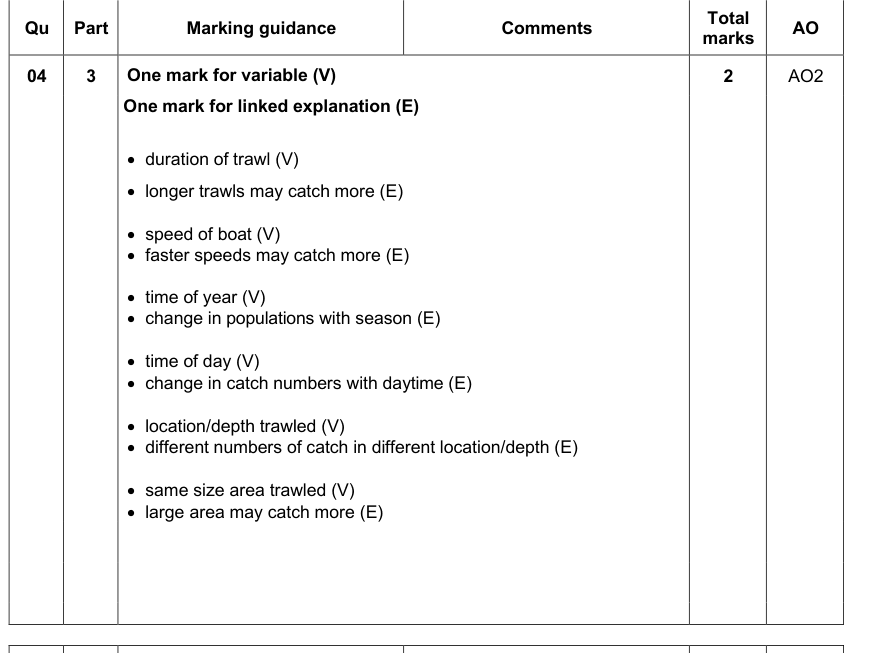 Qu Part Marking guidance Comments Total marks AO
04 3 One mark for variable (V) 2 AO2
One mark for linked explanation (E)
• duration of trawl (V)
• longer trawls may catch more (E)
• speed of boat (V)
• faster speeds may catch more (E)
• time of year (V)
• change in populations with season (E)
• time of day (V)
• change in catch numbers with daytime (E)
• location/depth trawled (V)
• different numbers of catch in different location/depth (E)
• same size area trawled (V)
• large area may catch more (E)